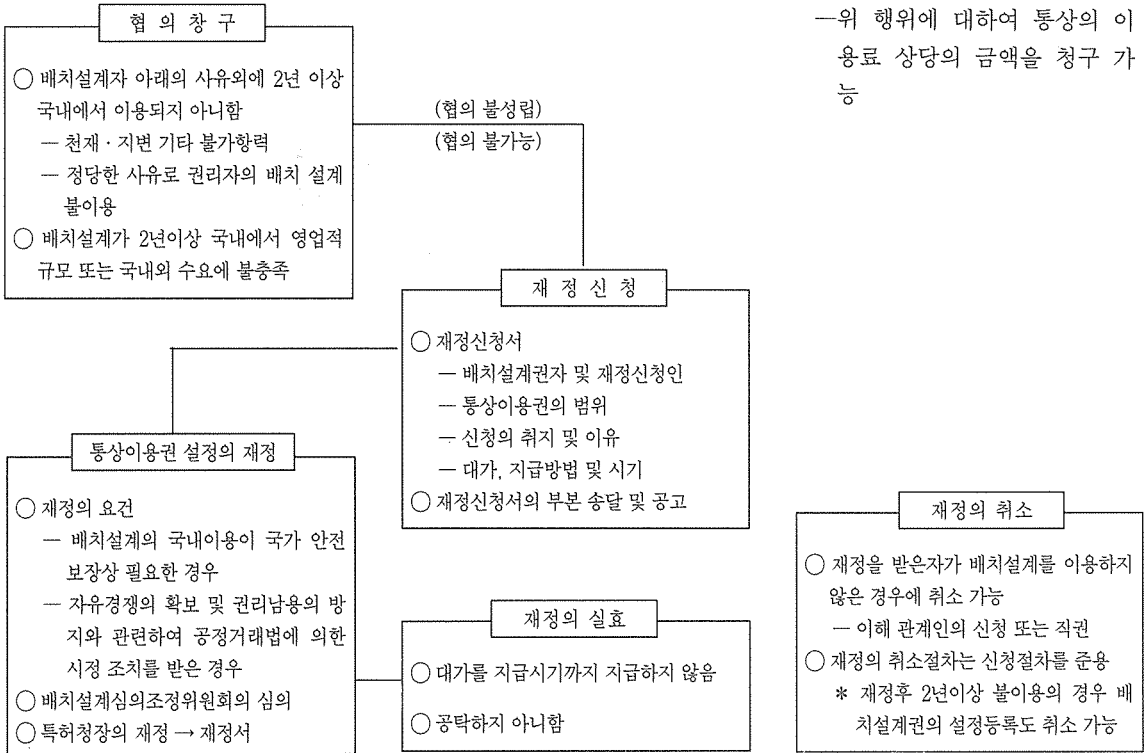 협 의 창 구
○ 배치설계자 아래의 사유외에 2년 이상
국내에서 이용되지 아니함
— 천재 · 지변 기타 불가항력
— 정당한 사유로 권리자의 배치 설계
불이용
○ 배치설계가 2년이상 국내에서 영업적
규모 또는 국내외 수요에 불충족
(협의 불성립)
(협의 불가능)
—위 행위에 대하여 통상의 이
용료 상당의 금액을 청구 가
능
재 정 신 청
○ 재정신청서
— 배치설계권자 및 재정신청인
— 통상이용권의 범위
— 신청의 취지 및 이유
— 대가, 지급방법 및 시기
○ 재정신청서의 부본 송달 및 공고
통상이용권 설정의 재정
○ 재정의 요건
— 배치설계의 국내이용이 국가 안전
보장상 필요한 경우
— 자유경쟁의 확보 및 권리남용의 방
지와 관련하여 공정거래법에 의한
시정 조치를 받은 경우
○ 배치설계심의조정위원회의 심의
○ 특허청장의 재정 → 재정서
재정의 실효
○ 대가를 지급시기까지 지급하지 않음
○ 공탁하지 아니함
재정의 취소
○ 재정을 받은자가 배치설계를 이용하지
않은 경우에 취소 가능
— 이해 관계인의 신청 또는 직권
○ 재정의 취소절차는 신청절차를 준용
* 재정후 2년이상 불이용의 경우 배
치설계권의 설정등록도 취소 가능